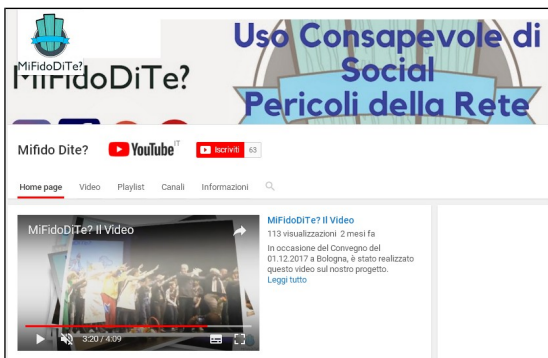 Uso Consapevole di
Social
Pericoli della Rete
MiFidoDiTe?
MiFidoDiTe?
Mifido Dite?
YouTube IT
Iscriviti 63
Home page Video Playlist Canali Informazioni
MiFidoDiTe? Il Video
3:20 / 4:09
MiFidoDiTe? Il Video
113 visualizzazioni 2 mesi fa
In occasione del Convegno del
01.12.2017 a Bologna, è stato realizzato
questo video sul nostro progetto.
Leggi tutto